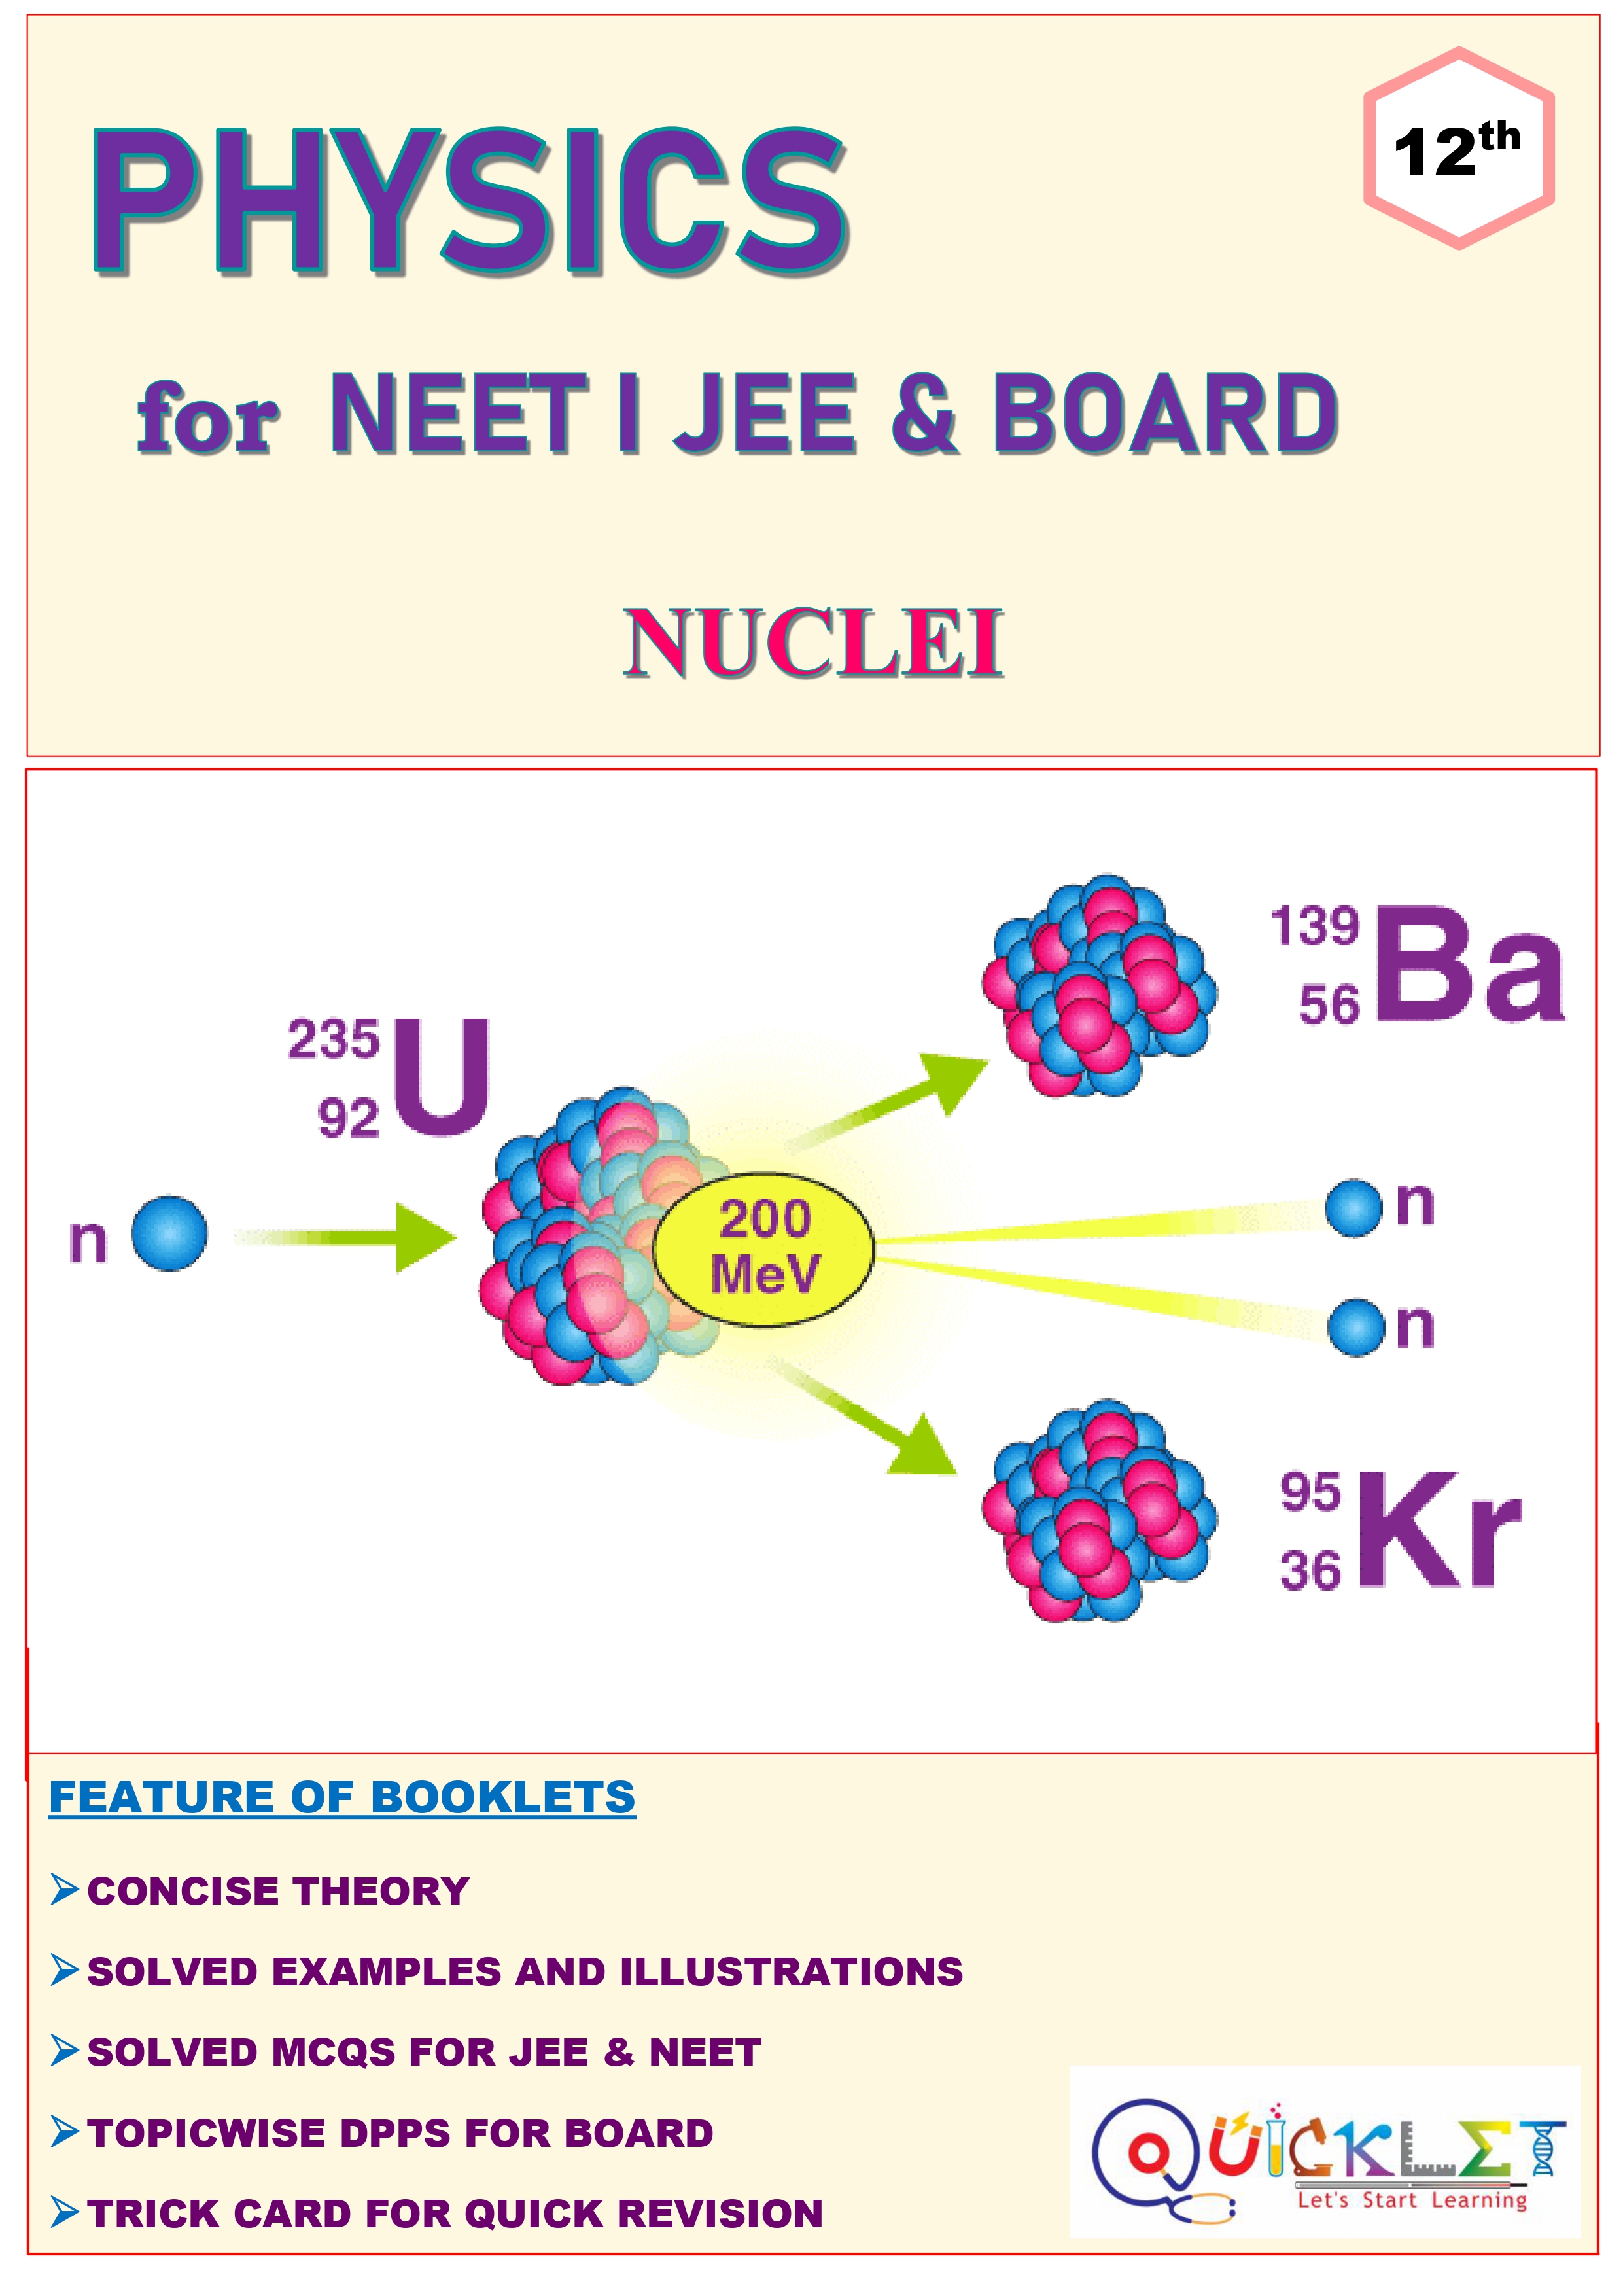 12th
PHYSICS
for NEET I JEE & BOARD
NUCLEI
139
56 Ba
235
92 U
n
200
MeV
n
n
95
36 Kr
FEATURE OF BOOKLETS
CONCISE THEORY
SOLVED EXAMPLES AND ILLUSTRATIONS
SOLVED MCQS FOR JEE & NEET
TOPICWISE DPPS FOR BOARD
TRICK CARD FOR QUICK REVISION
QUICKLET
Let's Start Learning